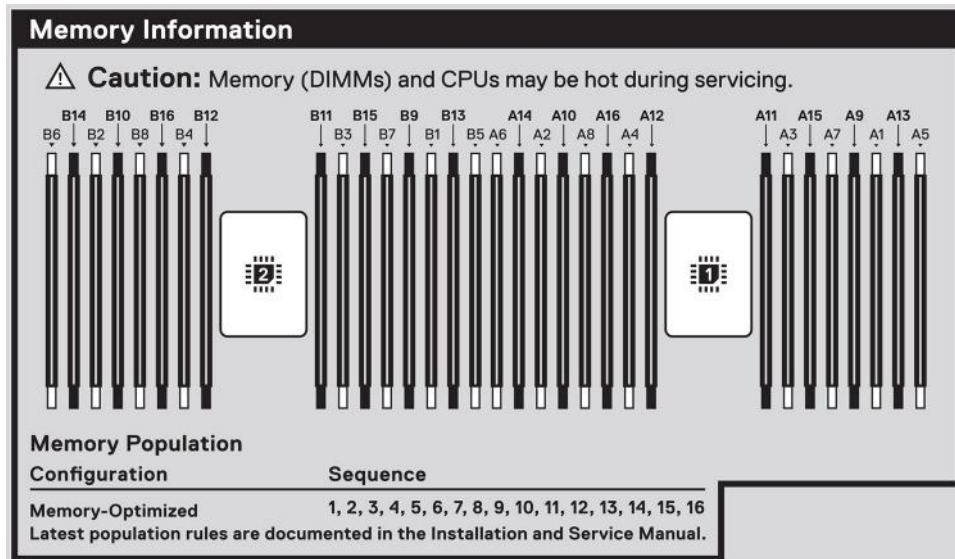 Memory Information
Caution: Memory (DIMMs) and CPUs may be hot during servicing.
B14 B10 B16 B12 B11 B15 B9 B13 A14 A10 A16 A12 A11 A15 A9 A13
B6 B2 B8 B4 B3 B7 B1 B5 A6 A2 A8 A4 A3 A7 A1 A5
2 1
Memory Population
Configuration Sequence
Memory-Optimized 1, 2, 3, 4, 5, 6, 7, 8, 9, 10, 11, 12, 13, 14, 15, 16
Latest population rules are documented in the Installation and Service Manual.